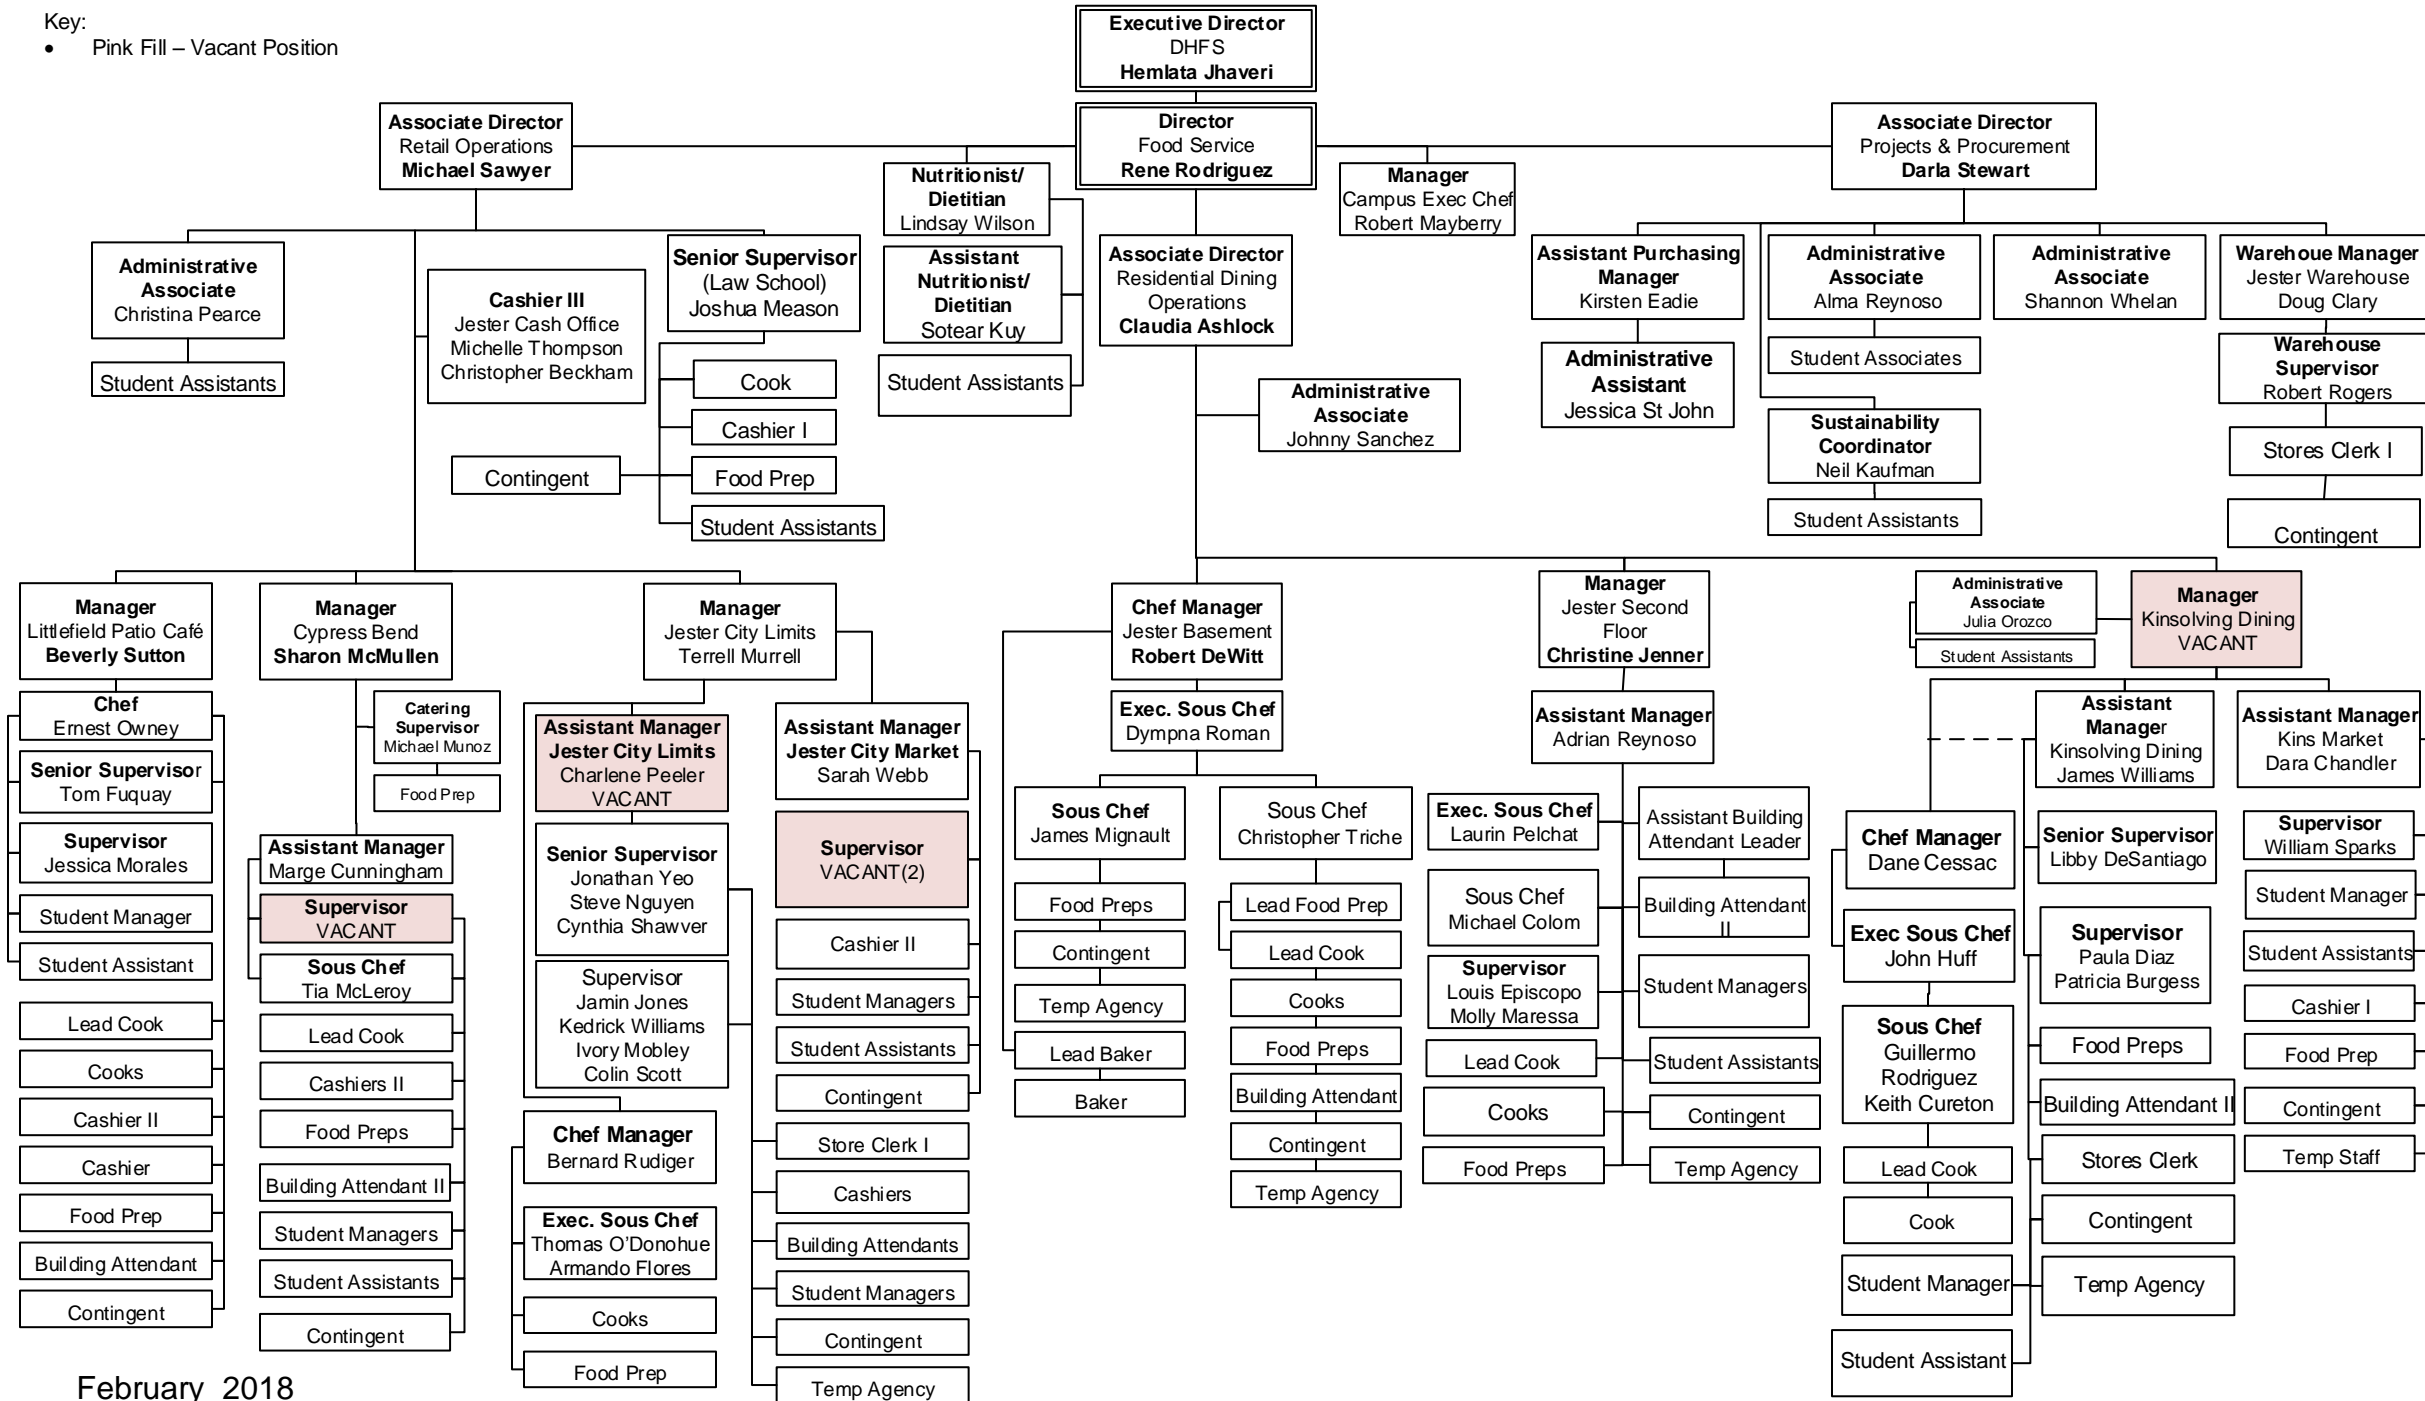 Key:
• Pink Fill – Vacant Position
Executive Director
DHFS
Hemlata Jhaveri
Associate Director
Retail Operations
Michael Sawyer
Director
Food Service
Rene Rodriguez
Associate Director
Projects & Procurement
Darla Stewart
Nutritionist/
Dietitian
Lindsay Wilson
Manager
Campus Exec Chef
Robert Mayberry
Administrative
Associate
Christina Pearce
Student Assistants
Cashier III
Jester Cash Office
Michelle Thompson
Christopher Beckham
Senior Supervisor
(Law School)
Joshua Meason
Cook
Cashier I
Contingent
Food Prep
Student Assistants
Assistant
Nutritionist/
Dietitian
Sotear Kuy
Student Assistants
Associate Director
Residential Dining
Operations
Claudia Ashlock
Administrative
Associate
Johnny Sanchez
Assistant Purchasing
Manager
Kirsten Eadie
Administrative
Assistant
Jessica St John
Administrative
Associate
Alma Reynoso
Student Associates
Sustainability
Coordinator
Neil Kaufman
Student Assistants
Administrative
Associate
Shannon Whelan
Warehoue Manager
Jester Warehouse
Doug Clary
Warehouse
Supervisor
Robert Rogers
Stores Clerk I
Contingent
Manager
Littlefield Patio Café
Beverly Sutton
Chef
Ernest Owney
Senior Supervisor
Tom Fuquay
Supervisor
Jessica Morales
Student Manager
Student Assistant
Lead Cook
Cooks
Cashier II
Cashier
Food Prep
Building Attendant
Contingent
Manager
Cypress Bend
Sharon McMullen
Catering
Supervisor
Michael Munoz
Food Prep
Assistant Manager
Marge Cunningham
Supervisor
VACANT
Sous Chef
Tia McLeroy
Lead Cook
Cashiers II
Food Preps
Building Attendant II
Student Managers
Student Assistants
Contingent
Manager
Jester City Limits
Terrell Murrell
Assistant Manager
Jester City Limits
Charlene Peeler
VACANT
Senior Supervisor
Jonathan Yeo
Steve Nguyen
Cynthia Shawver
Supervisor
Jamin Jones
Kedrick Williams
Ivory Mobley
Colin Scott
Chef Manager
Bernard Rudiger
Exec. Sous Chef
Thomas O’Donohue
Armando Flores
Cooks
Food Prep
Assistant Manager
Jester City Market
Sarah Webb
Supervisor
VACANT(2)
Cashier II
Student Managers
Student Assistants
Contingent
Store Clerk I
Cashiers
Building Attendants
Student Managers
Contingent
Temp Agency
Chef Manager
Jester Basement
Robert DeWitt
Exec. Sous Chef
Dympna Roman
Sous Chef
James Mignault
Food Preps
Contingent
Temp Agency
Lead Baker
Baker
Sous Chef
Christopher Triche
Lead Food Prep
Lead Cook
Cooks
Food Preps
Building Attendant
Contingent
Temp Agency
Manager
Jester Second
Floor
Christine Jenner
Assistant Manager
Adrian Reynoso
Exec. Sous Chef
Laurin Pelchat
Sous Chef
Michael Colom
Supervisor
Louis Episcopo
Molly Maressa
Lead Cook
Cooks
Food Preps
Assistant Building
Attendant Leader
Building Attendant
II
Student Managers
Student Assistants
Contingent
Temp Agency
Administrative
Associate
Julia Orozco
Student Assistants
Manager
Kinsolving Dining
VACANT
Chef Manager
Dane Cessac
Exec Sous Chef
John Huff
Sous Chef
Guillermo
Rodriguez
Keith Cureton
Lead Cook
Cook
Student Manager
Student Assistant
Assistant
Manager
Kinsolving Dining
James Williams
Senior Supervisor
Libby DeSantiago
Supervisor
Paula Diaz
Patricia Burgess
Food Preps
Building Attendant II
Stores Clerk
Contingent
Temp Agency
Assistant Manager
Kins Market
Dara Chandler
Supervisor
William Sparks
Student Manager
Student Assistants
Cashier I
Food Prep
Contingent
Temp Staff
February 2018